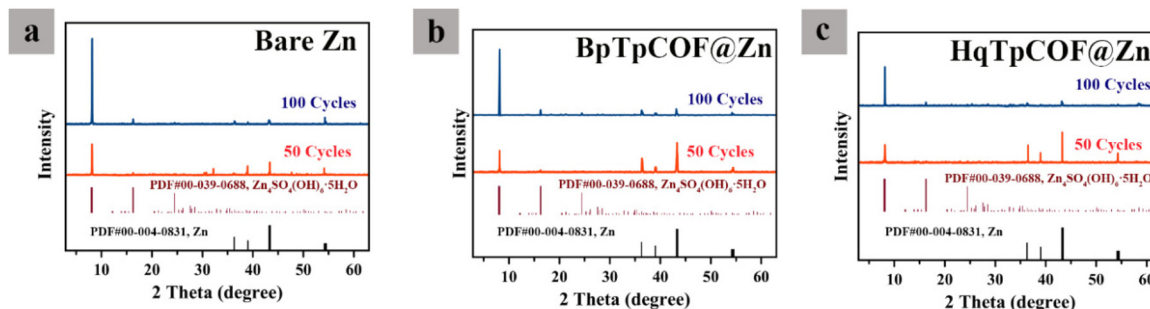 a
Bare Zn
Intensity
100 Cycles
50 Cycles
PDF#00-039-0688, Zn₄SO₄(OH)₆·5H₂O
PDF#00-004-0831, Zn
10 20 30 40 50 60
2 Theta (degree)
b
BpTpCOF@Zn
Intensity
100 Cycles
50 Cycles
PDF#00-039-0688, Zn₄SO₄(OH)₆·5H₂O
PDF#00-004-0831, Zn
10 20 30 40 50 60
2 Theta (degree)
c
HqTpCOF@Zn
Intensity
100 Cycles
50 Cycles
PDF#00-039-0688, Zn₄SO₄(OH)₆·5H₂O
PDF#00-004-0831, Zn
10 20 30 40 50 60
2 Theta (degree)